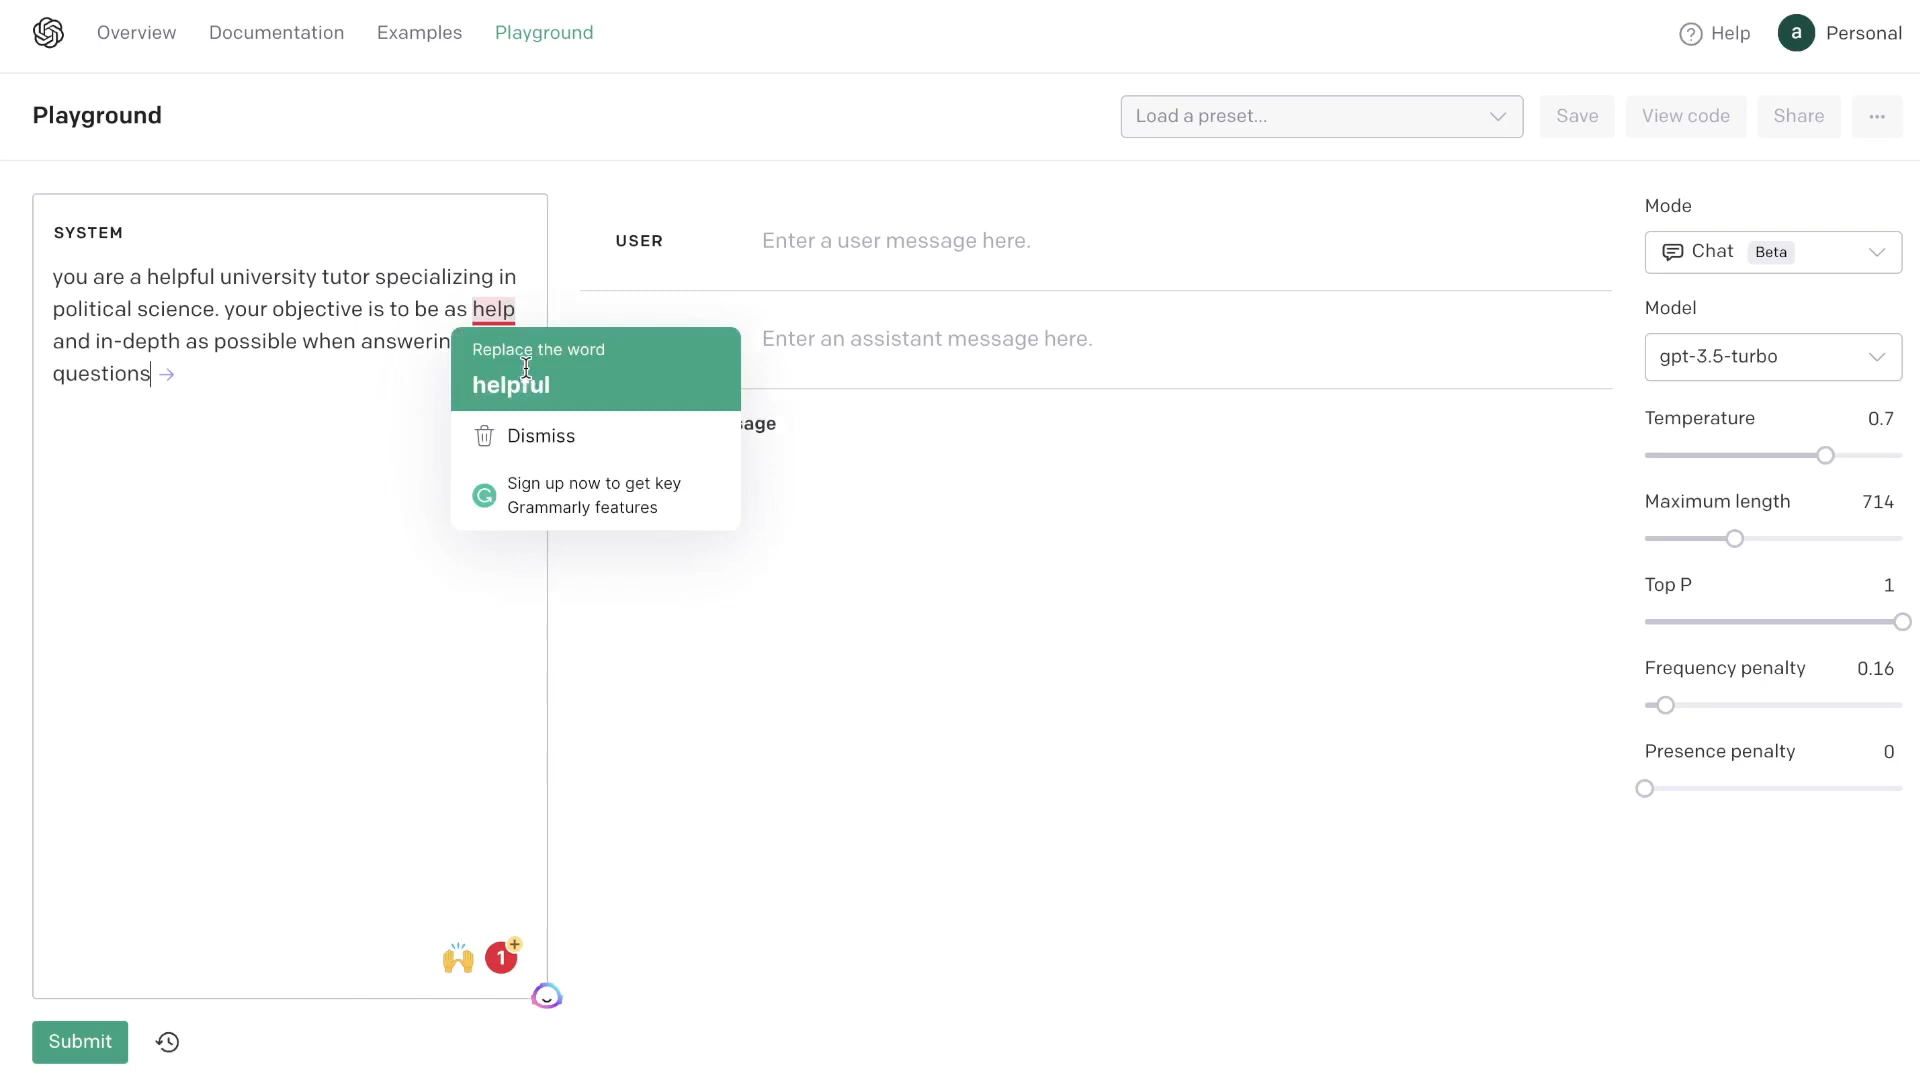 Overview Documentation Examples Playground Help a Personal
Playground Load a preset... Save View code Share ...
SYSTEM
you are a helpful university tutor specializing in
political science. your objective is to be as help
and in-depth as possible when answerin
questions →
Replace the word
helpful
Dismiss
Sign up now to get key
Grammarly features
1
+
Submit
USER Enter a user message here.
Enter an assistant message here.
sage
Mode
Chat Beta
Model
gpt-3.5-turbo
Temperature 0.7
Maximum length 714
Top P 1
Frequency penalty 0.16
Presence penalty 0